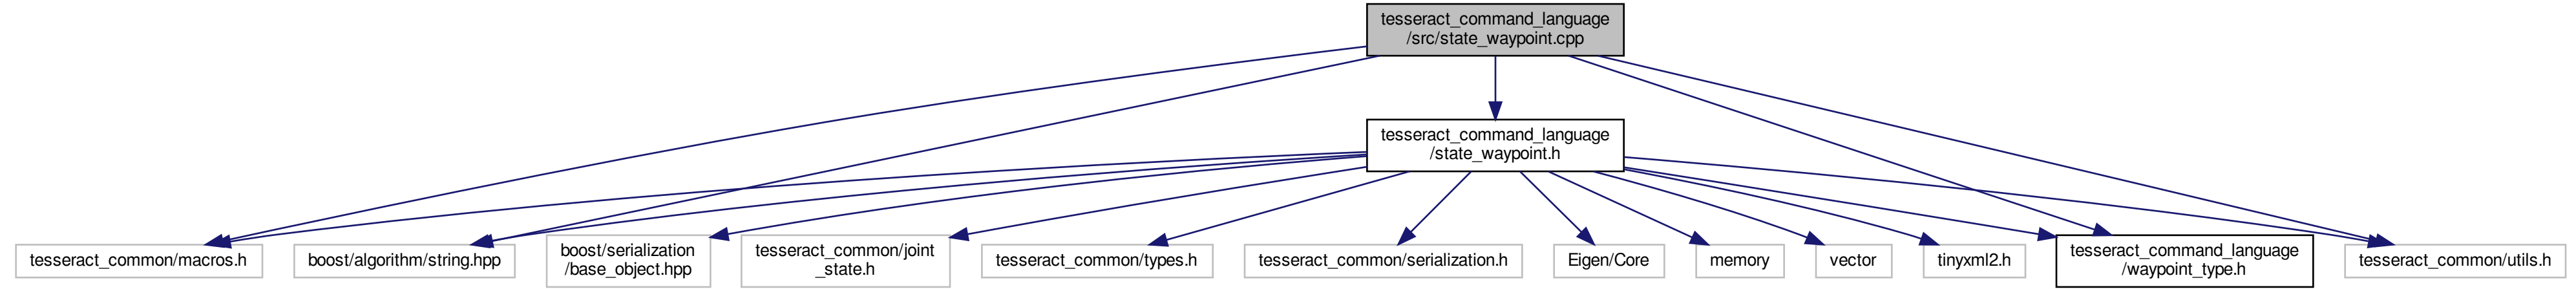 tesseract_command_language
/src/state_waypoint.cpp
tesseract_command_language
/state_waypoint.h
tesseract_common/macros.h
boost/algorithm/string.hpp
boost/serialization
/base_object.hpp
tesseract_common/joint
_state.h
tesseract_common/types.h
tesseract_common/serialization.h
Eigen/Core
memory
vector
tinyxml2.h
tesseract_command_language
/waypoint_type.h
tesseract_common/utils.h